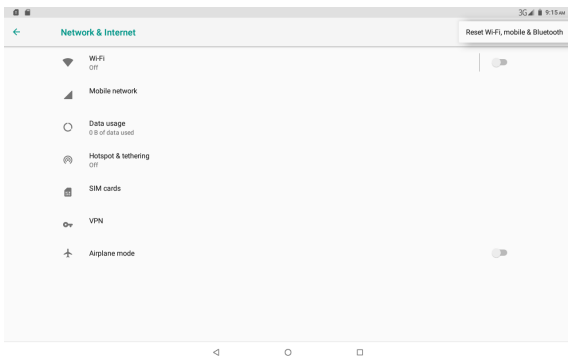 3G 9:15 AM
Network & Internet
Reset Wi-Fi, mobile & Bluetooth
Wi-Fi
Off
Mobile network
Data usage
0 B of data used
Hotspot & tethering
Off
SIM cards
VPN
Airplane mode